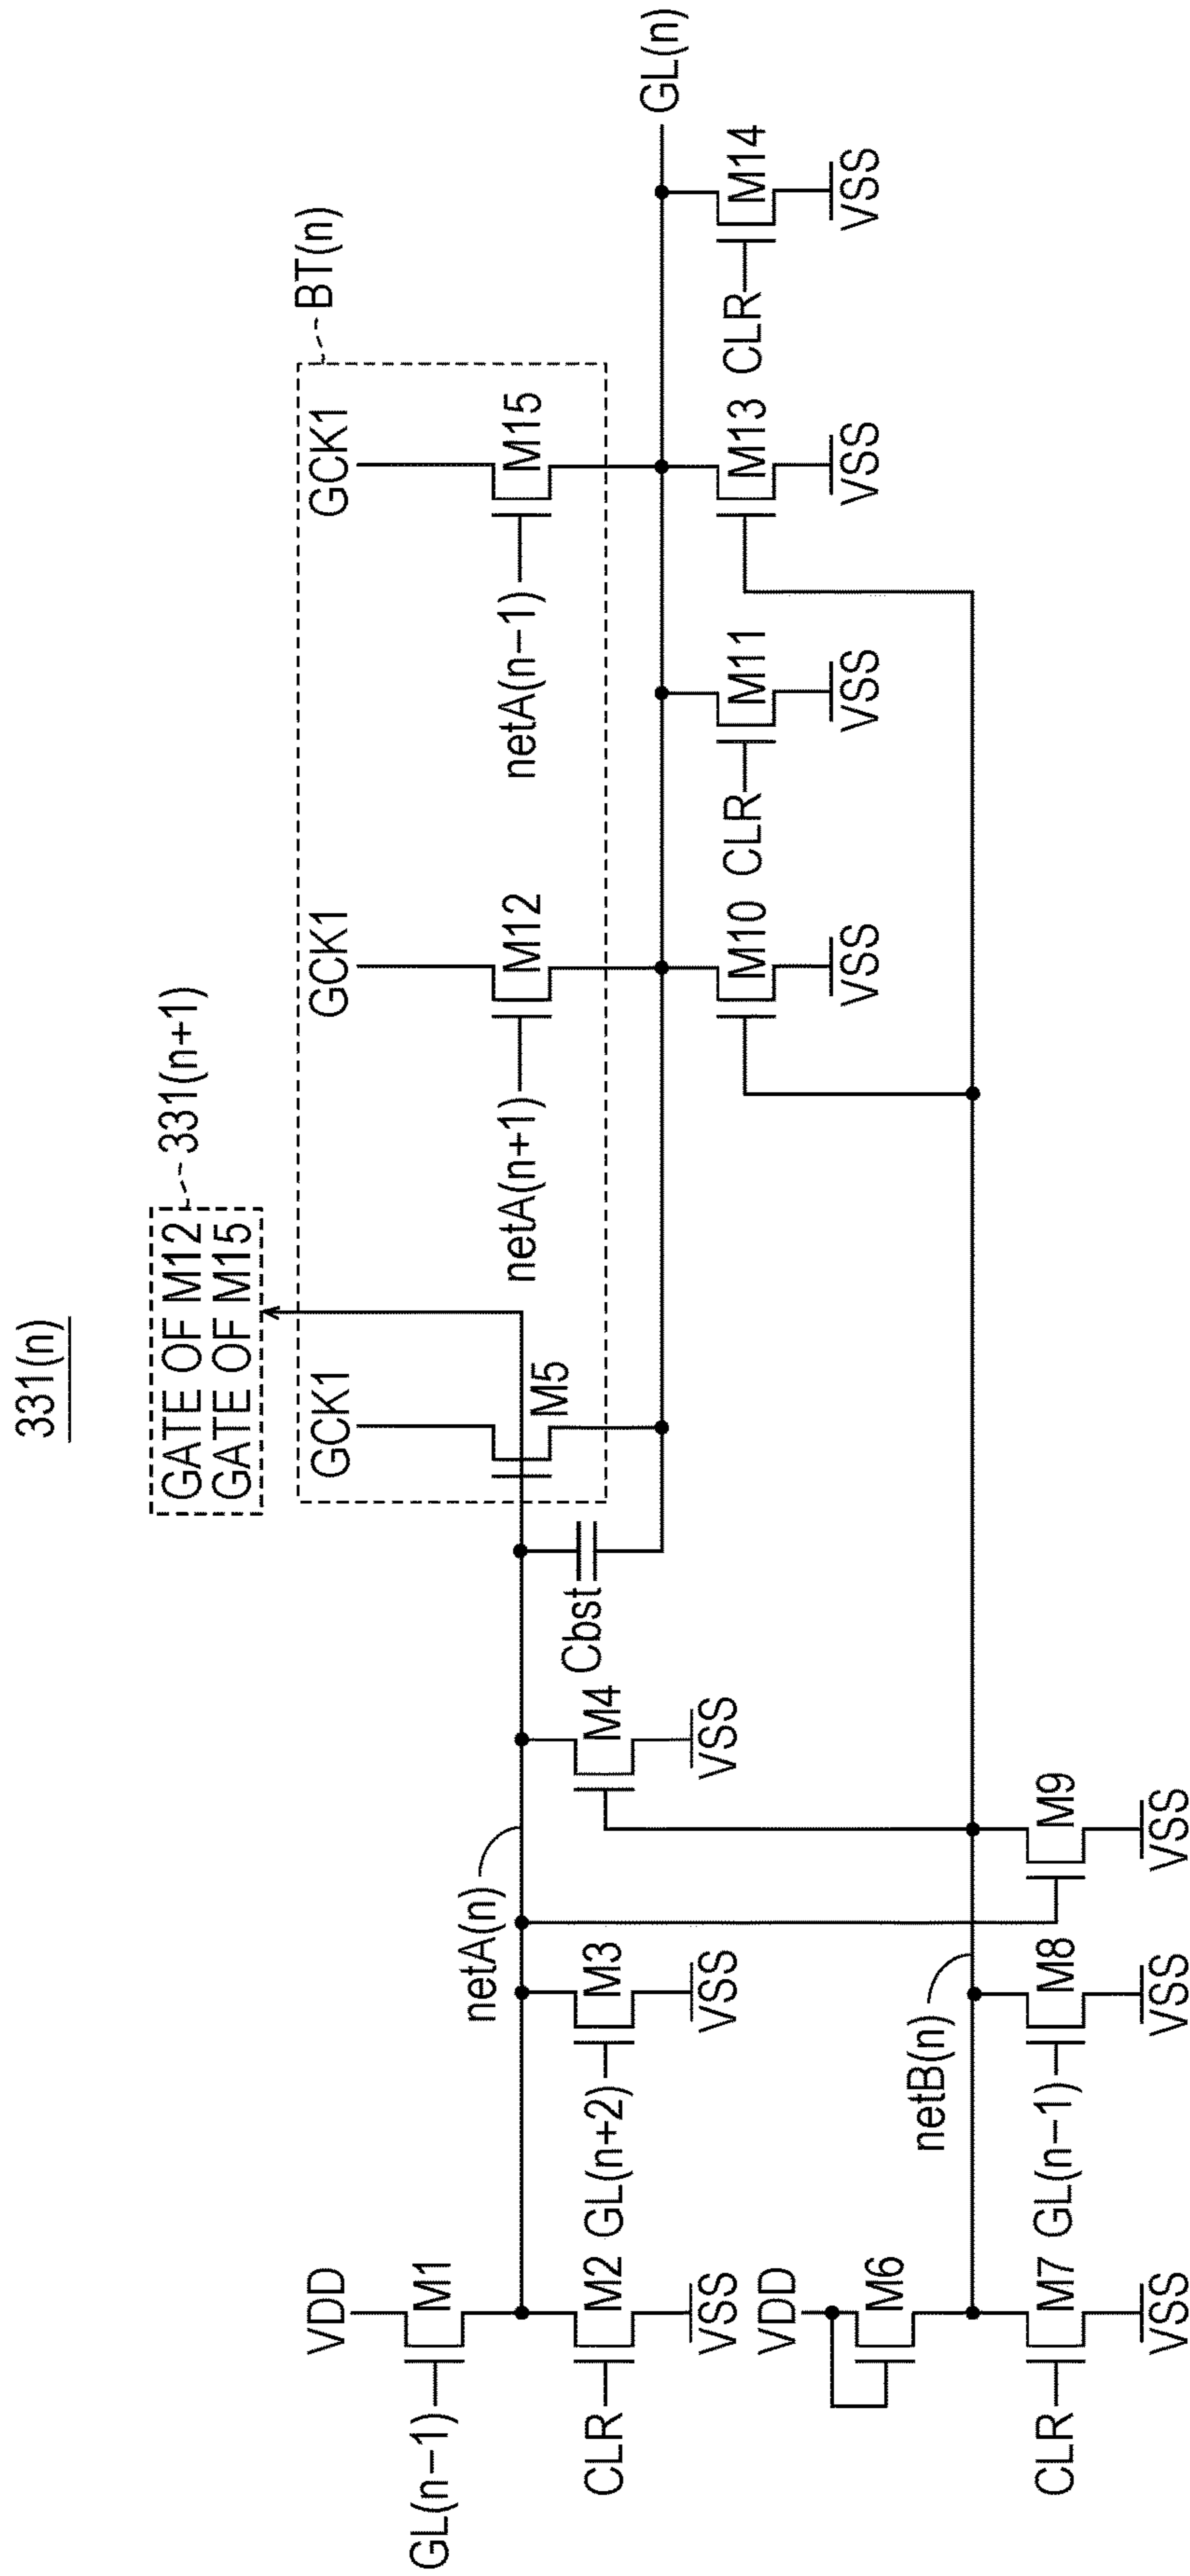 331(n)
GATE OF M12
GATE OF M15
331(n+1)
BT(n)
GCK1
GCK1
GCK1
M5
netA(n+1)
M12
netA(n−1)
M15
GL(n)
VDD
GL(n−1)
M1
netA(n)
CLR
M2
VSS
GL(n+2)
M3
VSS
M4
VSS
Cbst
M10
VSS
CLR
M11
VSS
M13
VSS
CLR
M14
VSS
VDD
M6
netB(n)
CLR
M7
VSS
GL(n−1)
M8
VSS
M9
VSS